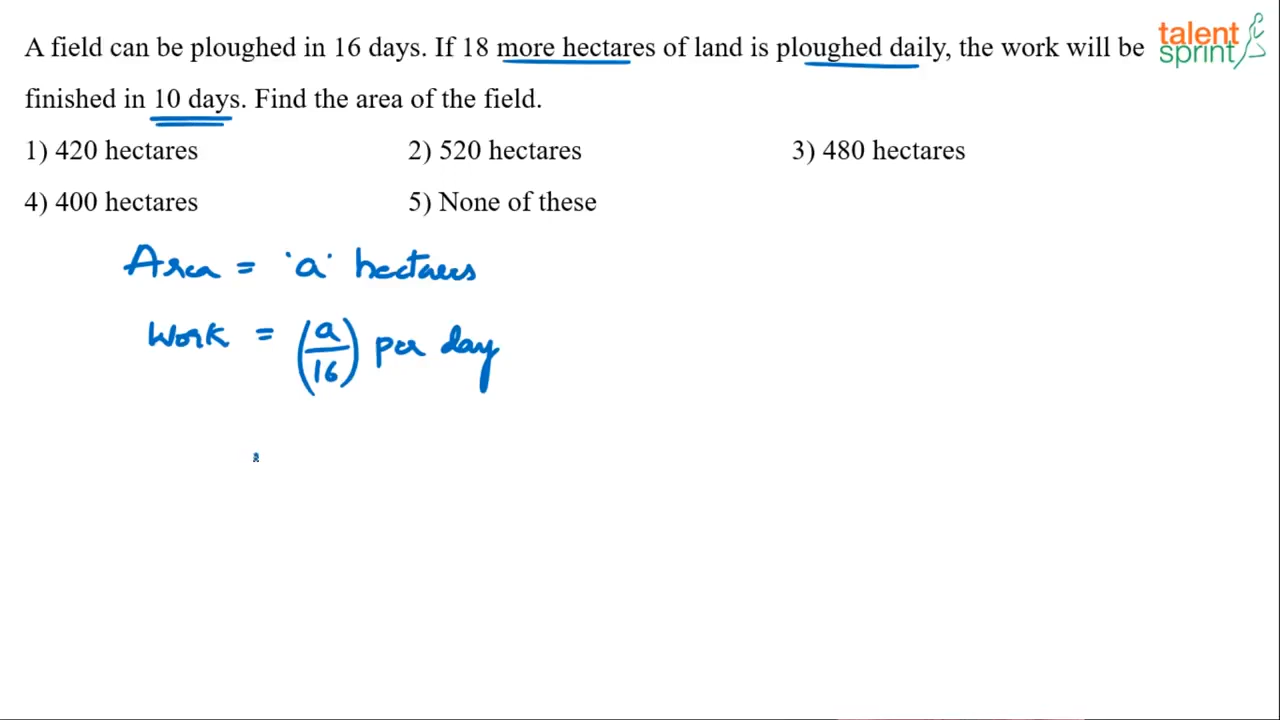 talent
sprint
A field can be ploughed in 16 days. If 18 more hectares of land is ploughed daily, the work will be
finished in 10 days. Find the area of the field.
1) 420 hectares 2) 520 hectares 3) 480 hectares
4) 400 hectares 5) None of these
Area = 'a' hectares
Work = (a/16) per day